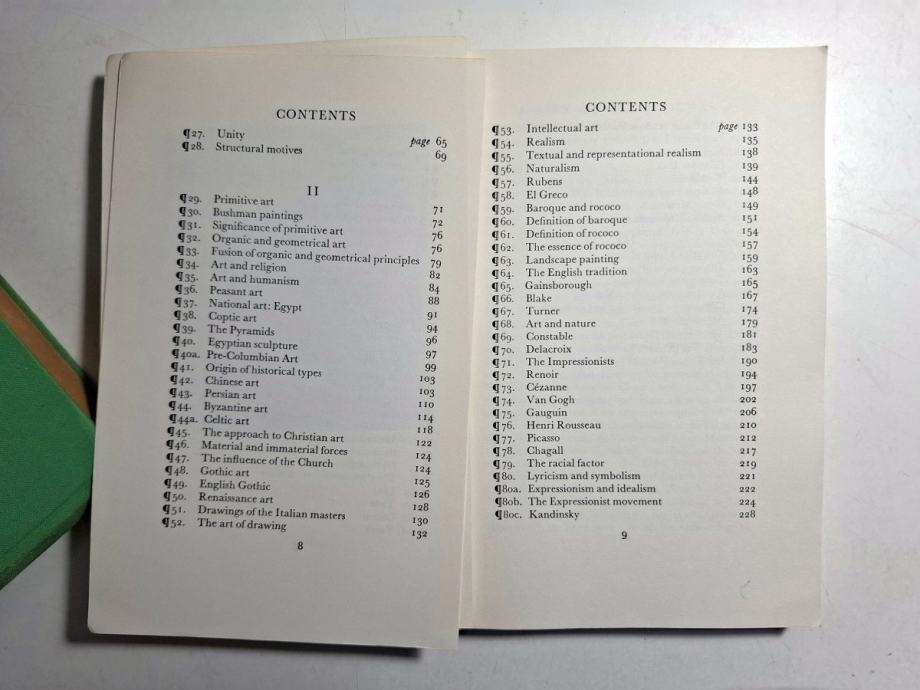 CONTENTS
¶27. Unity page 65
¶28. Structural motives 69
II
¶29. Primitive art 71
¶30. Bushman paintings 72
¶31. Significance of primitive art 76
¶32. Organic and geometrical art 76
¶33. Fusion of organic and geometrical principles 79
¶34. Art and religion 82
¶35. Art and humanism 84
¶36. Peasant art 88
¶37. National art: Egypt 91
¶38. Coptic art 94
¶39. The Pyramids 96
¶40. Egyptian sculpture 97
¶40a. Pre-Columbian Art 99
¶41. Origin of historical types 103
¶42. Chinese art 103
¶43. Persian art 110
¶44. Byzantine art 114
¶44a. Celtic art 118
¶45. The approach to Christian art 122
¶46. Material and immaterial forces 124
¶47. The influence of the Church 124
¶48. Gothic art 125
¶49. English Gothic 126
¶50. Renaissance art 128
¶51. Drawings of the Italian masters 130
¶52. The art of drawing 132
8
CONTENTS
¶53. Intellectual art page 133
¶54. Realism 135
¶55. Textual and representational realism 138
¶56. Naturalism 139
¶57. Rubens 144
¶58. El Greco 148
¶59. Baroque and rococo 149
¶60. Definition of baroque 151
¶61. Definition of rococo 154
¶62. The essence of rococo 157
¶63. Landscape painting 159
¶64. The English tradition 163
¶65. Gainsborough 165
¶66. Blake 167
¶67. Turner 174
¶68. Art and nature 179
¶69. Constable 181
¶70. Delacroix 183
¶71. The Impressionists 190
¶72. Renoir 194
¶73. Cézanne 197
¶74. Van Gogh 202
¶75. Gauguin 206
¶76. Henri Rousseau 210
¶77. Picasso 212
¶78. Chagall 217
¶79. The racial factor 219
¶80. Lyricism and symbolism 221
¶80a. Expressionism and idealism 222
¶80b. The Expressionist movement 224
¶80c. Kandinsky 228
9